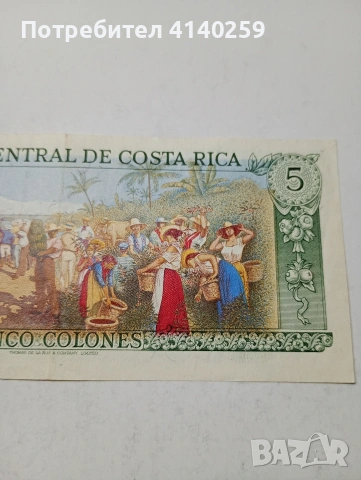 Потребител 4140259
ENTRAL DE COSTA RICA
5
NCO COLONES
THOMAS DE LA RUE & COMPANY, LIMITED
BAZAR